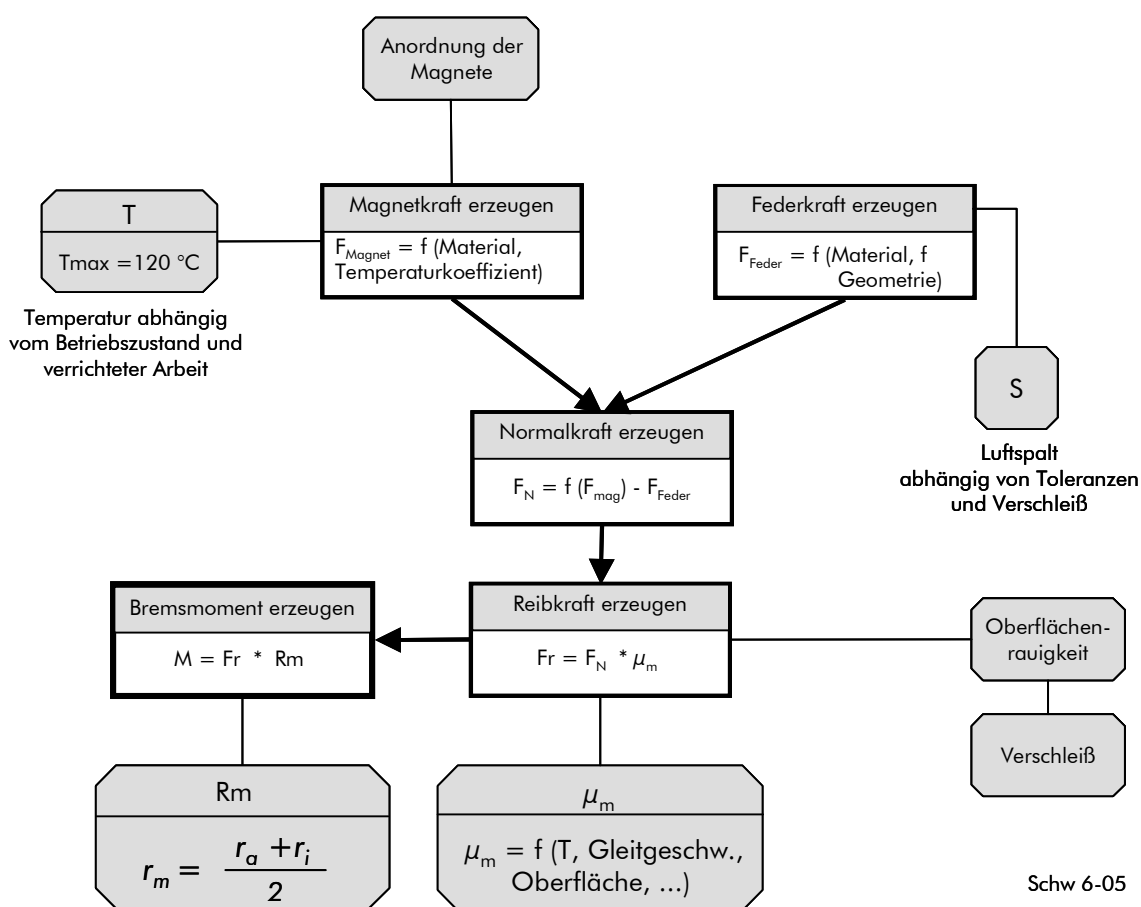 Anordnung der
Magnete
T
Tmax =120 °C
Temperatur abhängig
vom Betriebszustand und
verrichteter Arbeit
Magnetkraft erzeugen
F_Magnet = f (Material,
Temperaturkoeffizient)
Federkraft erzeugen
F_Feder = f (Material, f
Geometrie)
S
Luftspalt
abhängig von Toleranzen
und Verschleiß
Normalkraft erzeugen
F_N = f (F_mag) - F_Feder
Bremsmoment erzeugen
M = Fr * Rm
Reibkraft erzeugen
Fr = F_N * μ_m
Oberflächen-
rauigkeit
Verschleiß
Rm
r_m = (r_a + r_i) / 2
μ_m
μ_m = f (T, Gleitgeschw.,
Oberfläche, ...)
Schw 6-05